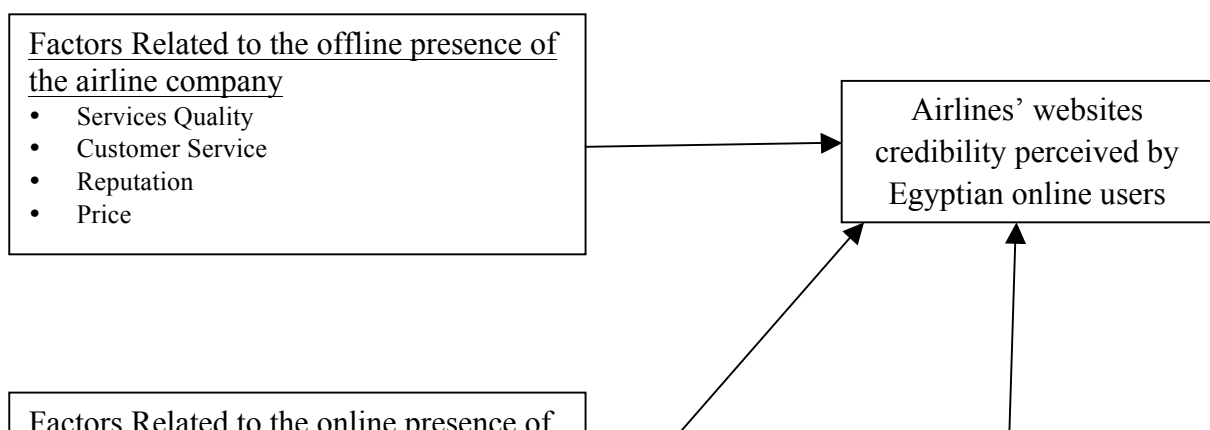 Factors Related to the offline presence of
the airline company
• Services Quality
• Customer Service
• Reputation
• Price
Airlines’ websites
credibility perceived by
Egyptian online users
Factors Related to the online presence of